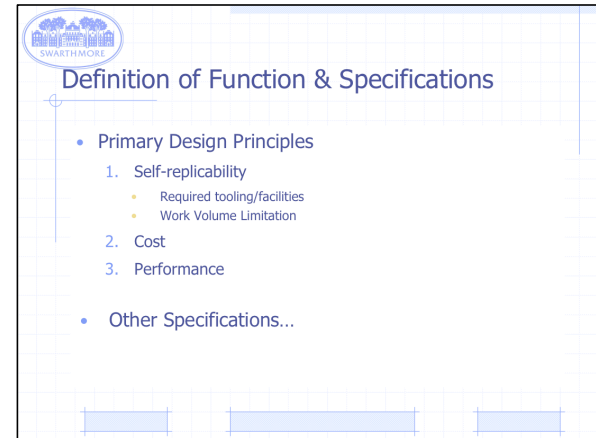 SWARTHMORE
Definition of Function & Specifications
• Primary Design Principles
1. Self-replicability
• Required tooling/facilities
• Work Volume Limitation
2. Cost
3. Performance
• Other Specifications…